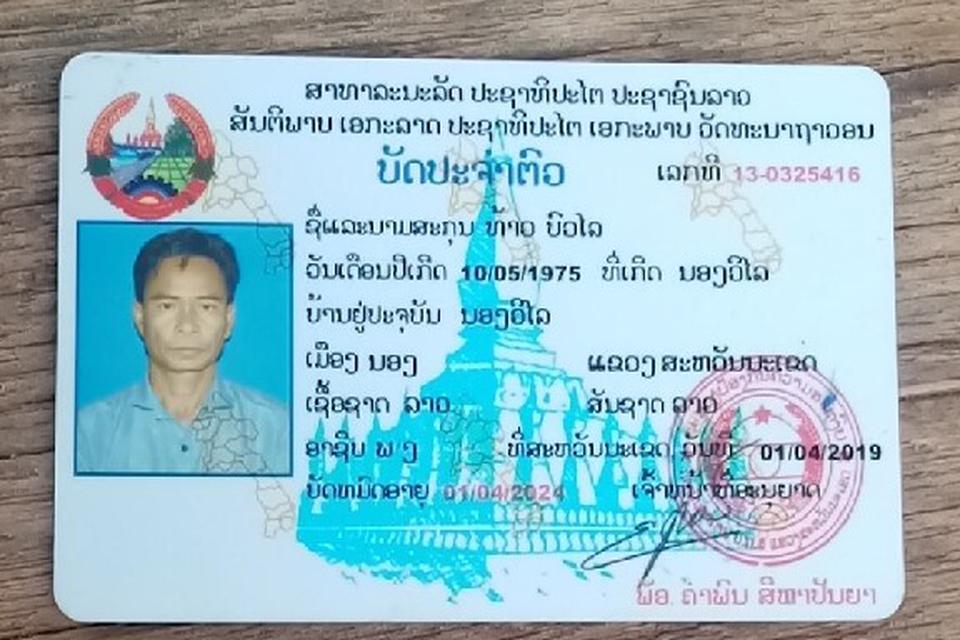 ສາທາລະນະລັດ ປະຊາທິປະໄຕ ປະຊາຊົນລາວ
ສັນຕິພາບ ເອກະລາດ ປະຊາທິປະໄຕ ເອກະພາບ ວັດທະນາຖາວອນ
ບັດປະຈຳຕົວ ເລກທີ 13-0325416
ຊື່ແລະນາມສະກຸນ ທ້າວ ບົວໄລ
ວັນເດືອນປີເກີດ 10/05/1975 ທີ່ເກີດ ນອງວິໄລ
ບ້ານຢູ່ປະຈຸບັນ ນອງວິໄລ
ເມືອງ ນອງ ແຂວງ ສະຫວັນນະເຂດ
ເຊື້ອຊາດ ລາວ ສັນຊາດ ລາວ
ອາຊີບ ພ ງ ທີ່ສະຫວັນນະເຂດ, ວັນທີ 01/04/2019
ບັດຫມົດອາຍຸ 01/04/2024 ເຈົ້າຫນ້າທີ່ອະນຍາດ
ພັອ. ຄຳພົນ ສີຫາປັນຍາ